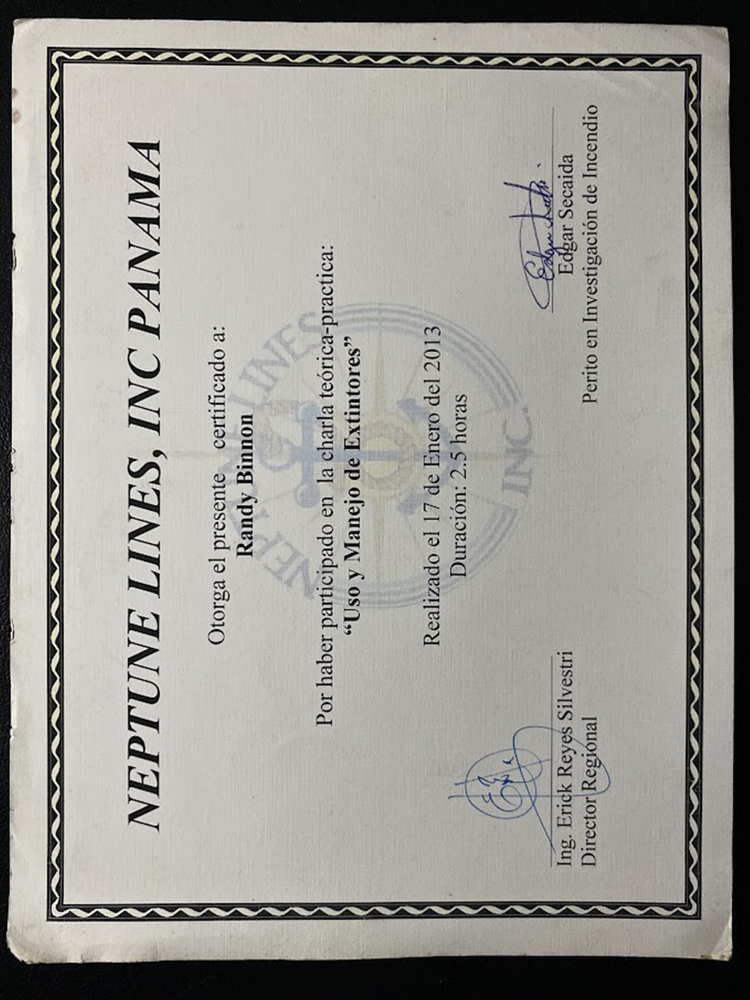 NEPTUNE LINES, INC PANAMA
Otorga el presente certificado a:
Randy Binnon
Por haber participado en la charla teórica-practica:
“Uso y Manejo de Extintores”
Realizado el 17 de Enero del 2013
Duración: 2.5 horas
NEPTUNE LINES
INC.
Ing. Erick Reyes Silvestri
Director Regional
Edgar Secaida
Perito en Investigación de Incendio